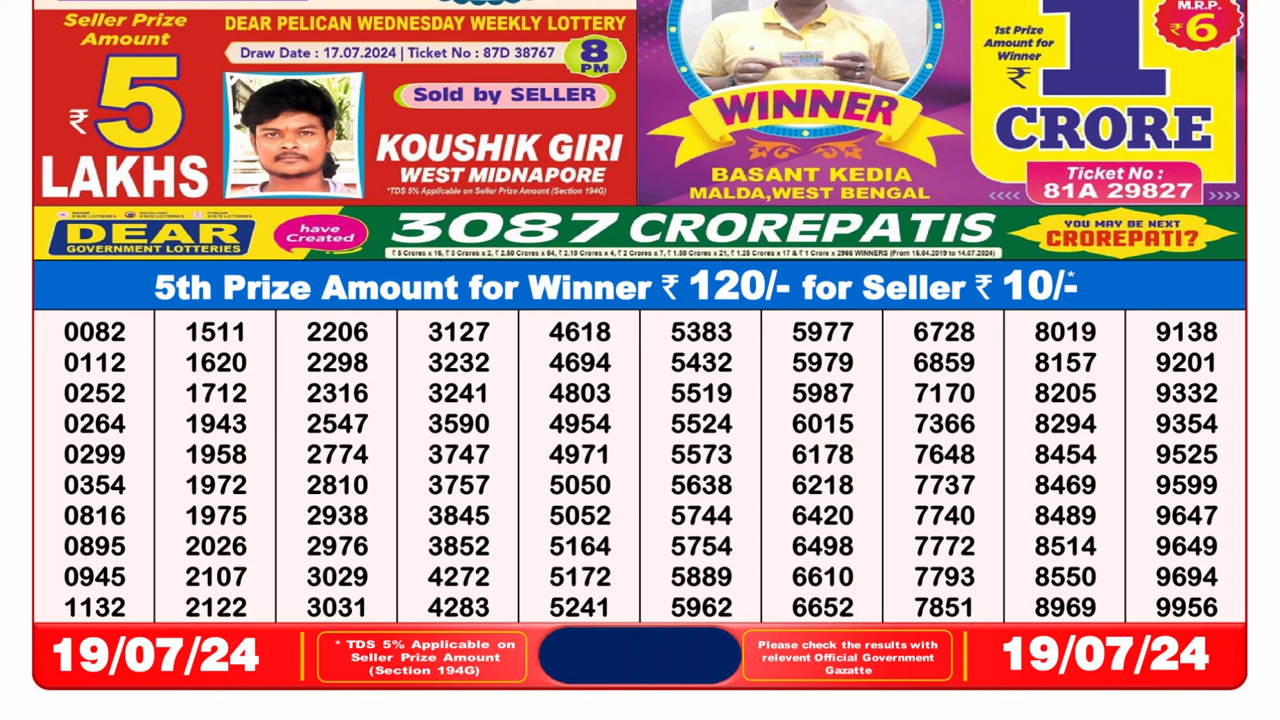 Seller Prize
Amount
₹5
LAKHS
DEAR PELICAN WEDNESDAY WEEKLY LOTTERY
Draw Date : 17.07.2024 | Ticket No : 87D 38767
8
PM
Sold by SELLER
KOUSHIK GIRI
WEST MIDNAPORE
*TDS 5% Applicable on Seller Prize Amount (Section 194G)
WINNER
BASANT KEDIA
MALDA,WEST BENGAL
1st Prize
Amount for
Winner
₹
1
CRORE
M.R.P.
₹6
Ticket No :
81A 29827
DEAR
GOVERNMENT LOTTERIES
have
Created
3087 CROREPATIS
YOU MAY BE NEXT
CROREPATI?
5th Prize Amount for Winner ₹ 120/- for Seller ₹ 10/-*
0082 1511 2206 3127 4618 5383 5977 6728 8019 9138
0112 1620 2298 3232 4694 5432 5979 6859 8157 9201
0252 1712 2316 3241 4803 5519 5987 7170 8205 9332
0264 1943 2547 3590 4954 5524 6015 7366 8294 9354
0299 1958 2774 3747 4971 5573 6178 7648 8454 9525
0354 1972 2810 3757 5050 5638 6218 7737 8469 9599
0816 1975 2938 3845 5052 5744 6420 7740 8489 9647
0895 2026 2976 3852 5164 5754 6498 7772 8514 9649
0945 2107 3029 4272 5172 5889 6610 7793 8550 9694
1132 2122 3031 4283 5241 5962 6652 7851 8969 9956
19/07/24
* TDS 5% Applicable on
Seller Prize Amount
(Section 194G)
Please check the results with
relevent Official Government
Gazatte
19/07/24